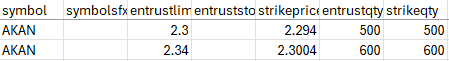 symbol symbolsfx entrustlim entruststo strikeprice entrustqty strikeqty
AKAN 2.3 2.294 500 500
AKAN 2.34 2.3004 600 600